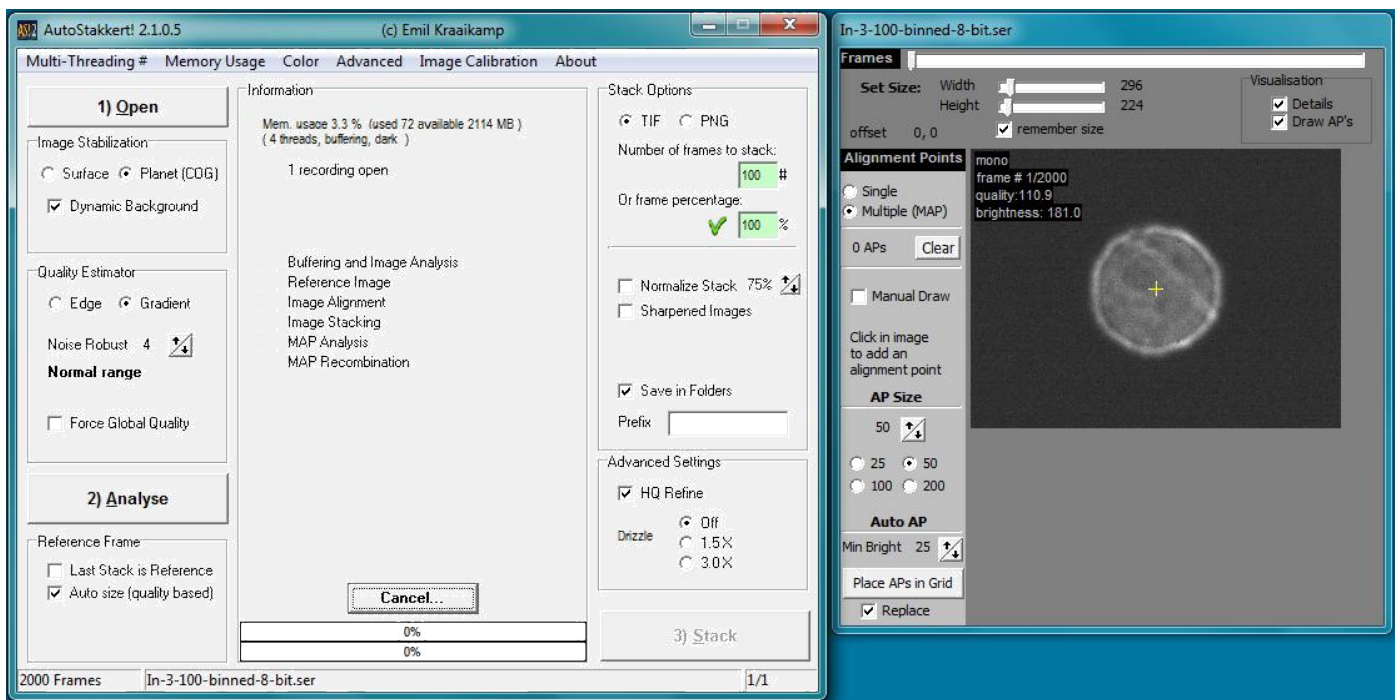 AutoStakkert! 2.1.0.5 (c) Emil Kraaikamp
Multi-Threading # Memory Usage Color Advanced Image Calibration About
1) Open
Image Stabilization
Surface Planet (COG)
Dynamic Background
Quality Estimator
Edge Gradient
Noise Robust 4
Normal range
Force Global Quality
2) Analyse
Reference Frame
Last Stack is Reference
Auto size (quality based)
Information
Mem. usage 3.3 % (used 72 available 2114 MB )
( 4 threads, buffering, dark )
1 recording open
Buffering and Image Analysis
Reference Image
Image Alignment
Image Stacking
MAP Analysis
MAP Recombination
Cancel...
0%
0%
Stack Options
TIF PNG
Number of frames to stack:
100 #
Or frame percentage:
100 %
Normalize Stack 75%
Sharpened Images
Save in Folders
Prefix
Advanced Settings
HQ Refine
Drizzle
Off
1.5X
3.0X
3) Stack
2000 Frames In-3-100-binned-8-bit.ser 1/1
In-3-100-binned-8-bit.ser
Frames
Set Size: Width 296
Height 224
offset 0, 0 remember size
Visualisation
Details
Draw AP's
Alignment Points
Single
Multiple (MAP)
0 APs Clear
Manual Draw
Click in image
to add an
alignment point
AP Size
50
25 50
100 200
Auto AP
Min Bright 25
Place APs in Grid
Replace
mono
frame # 1/2000
quality:110.9
brightness: 181.0